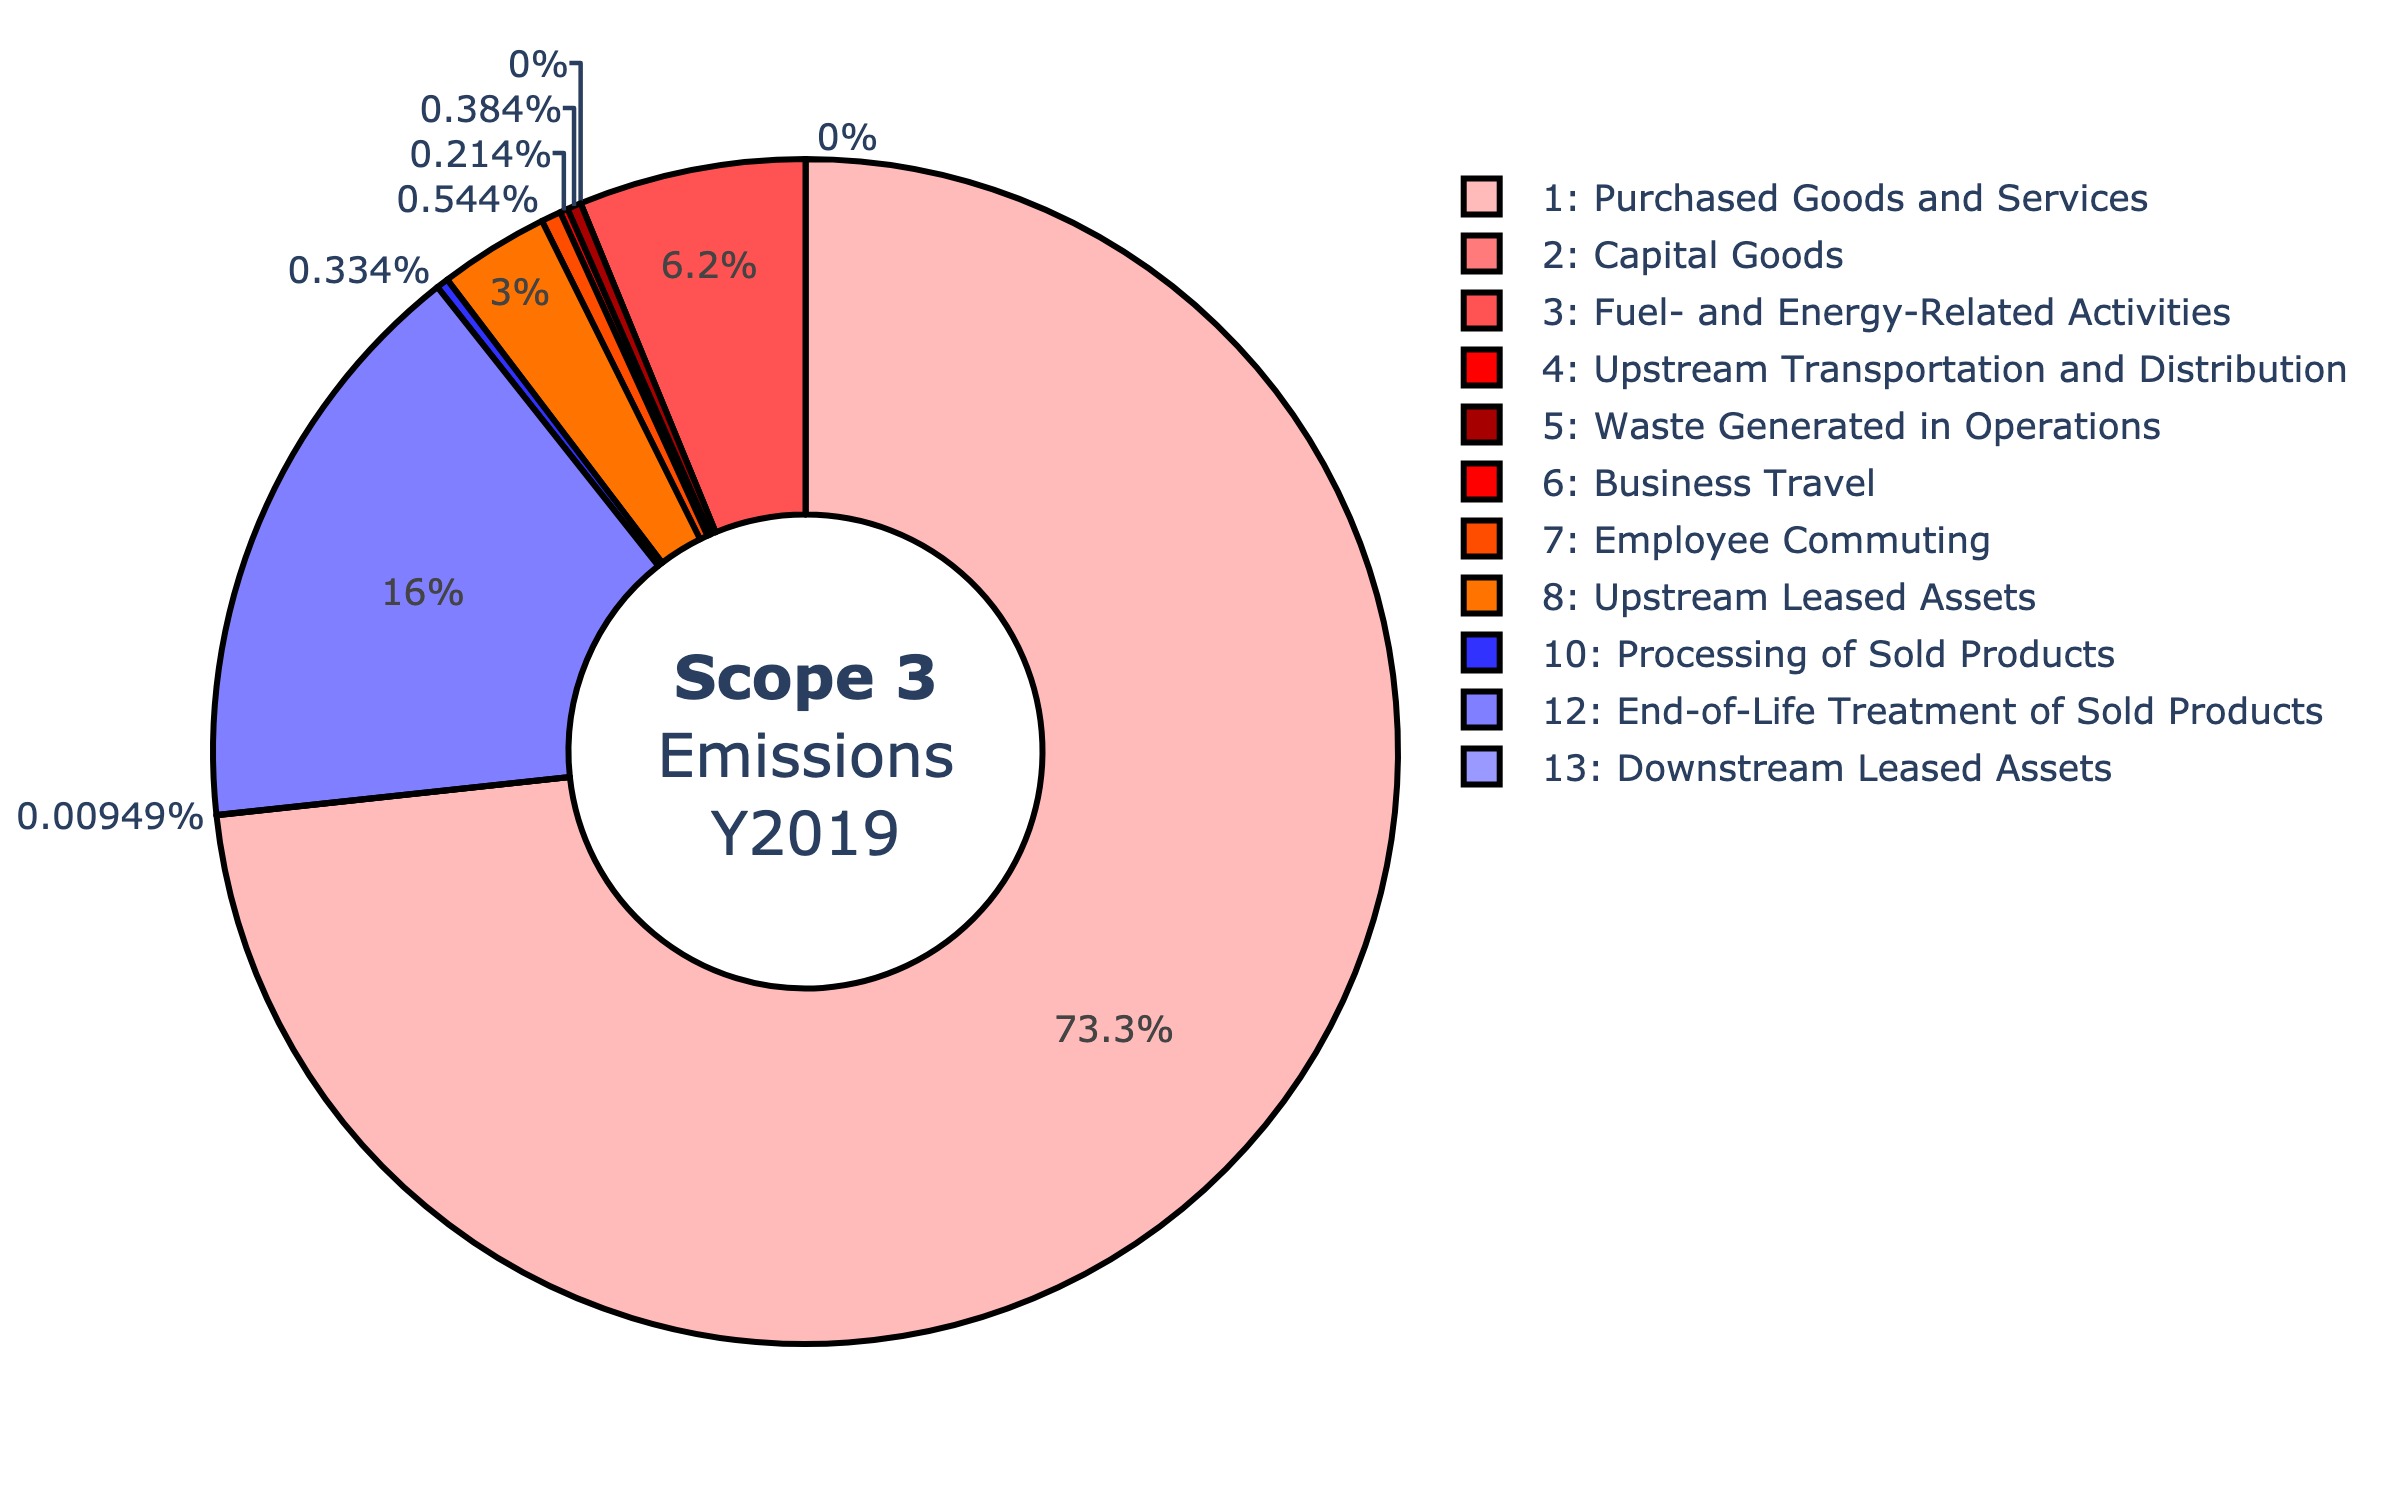 0%
0.384%
0.214%
0.544%
0.334%
0%
6.2%
3%
16%
0.00949%
73.3%
Scope 3
Emissions
Y2019
1: Purchased Goods and Services
2: Capital Goods
3: Fuel- and Energy-Related Activities
4: Upstream Transportation and Distribution
5: Waste Generated in Operations
6: Business Travel
7: Employee Commuting
8: Upstream Leased Assets
10: Processing of Sold Products
12: End-of-Life Treatment of Sold Products
13: Downstream Leased Assets